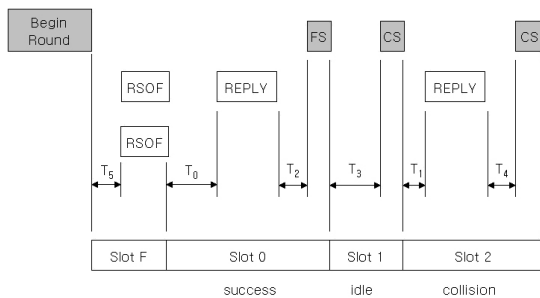 Begin
Round
FS
CS
CS
RSOF
REPLY
REPLY
RSOF
T5
T0
T2
T3
T1
T4
Slot F
Slot 0
Slot 1
Slot 2
success
idle
collision